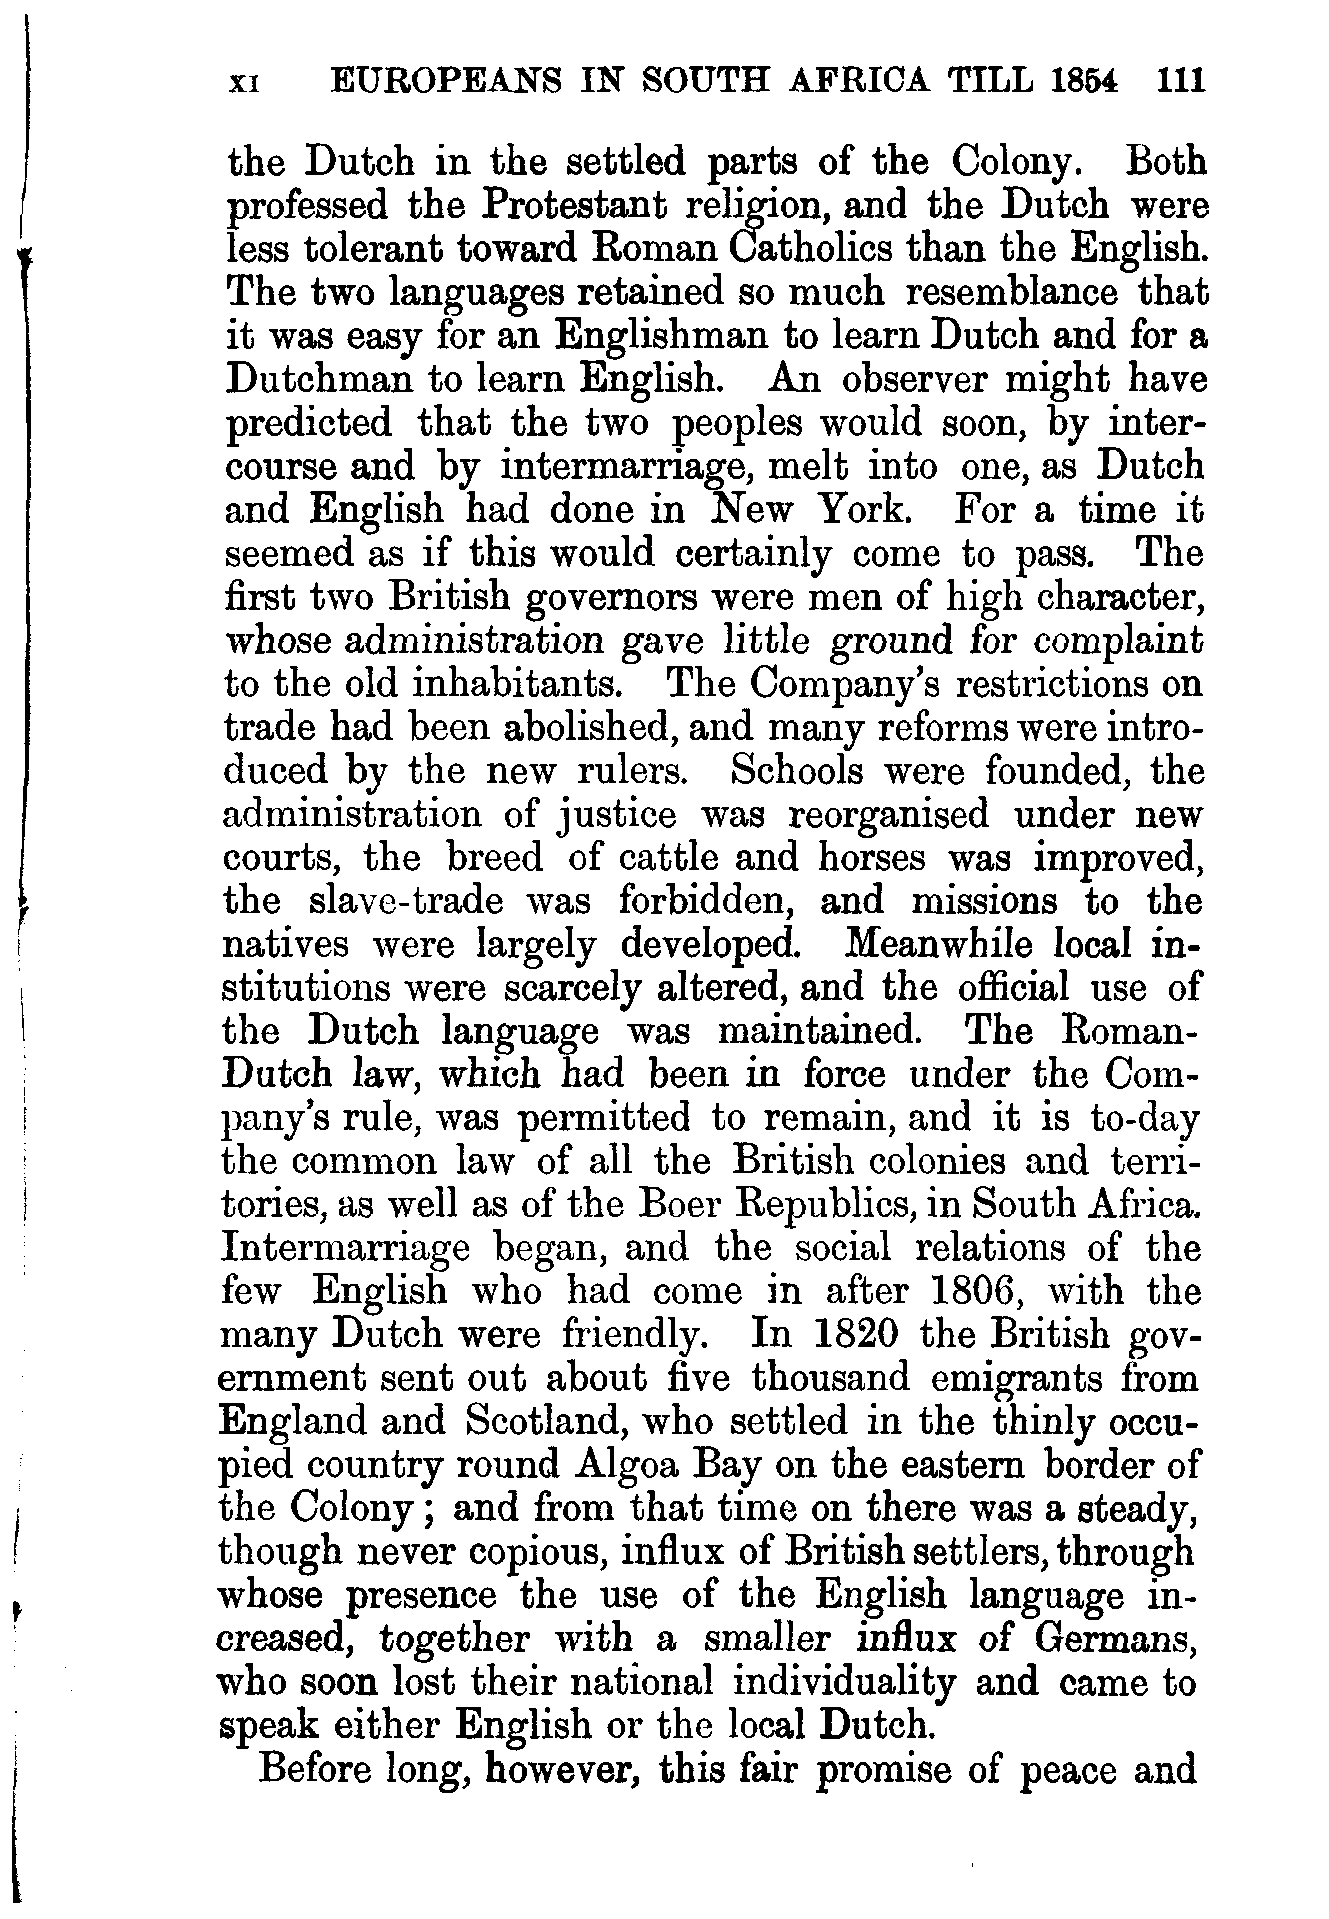 XI EUROPEANS IN SOUTH AFRICA TILL 1854 111
the Dutch in the settled parts of the Colony. Both
professed the Protestant religion, and the Dutch were
less tolerant toward Roman Catholics than the English.
The two languages retained so much resemblance that
it was easy for an Englishman to learn Dutch and for a
Dutchman to learn English. An observer might have
predicted that the two peoples would soon, by inter-
course and by intermarriage, melt into one, as Dutch
and English had done in New York. For a time it
seemed as if this would certainly come to pass. The
first two British governors were men of high character,
whose administration gave little ground for complaint
to the old inhabitants. The Company's restrictions on
trade had been abolished, and many reforms were intro-
duced by the new rulers. Schools were founded, the
administration of justice was reorganised under new
courts, the breed of cattle and horses was improved,
the slave-trade was forbidden, and missions to the
natives were largely developed. Meanwhile local in-
stitutions were scarcely altered, and the official use of
the Dutch language was maintained. The Roman-
Dutch law, which had been in force under the Com-
pany's rule, was permitted to remain, and it is to-day
the common law of all the British colonies and terri-
tories, as well as of the Boer Republics, in South Africa.
Intermarriage began, and the social relations of the
few English who had come in after 1806, with the
many Dutch were friendly. In 1820 the British gov-
ernment sent out about five thousand emigrants from
England and Scotland, who settled in the thinly occu-
pied country round Algoa Bay on the eastern border of
the Colony; and from that time on there was a steady,
though never copious, influx of British settlers, through
whose presence the use of the English language in-
creased, together with a smaller influx of Germans,
who soon lost their national individuality and came to
speak either English or the local Dutch.
Before long, however, this fair promise of peace and